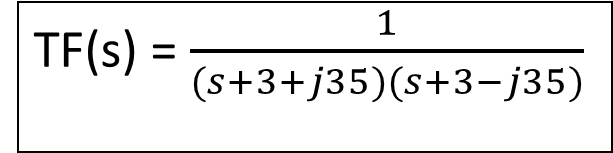 TF(s) = 1
(s+3+j35)(s+3−j35)